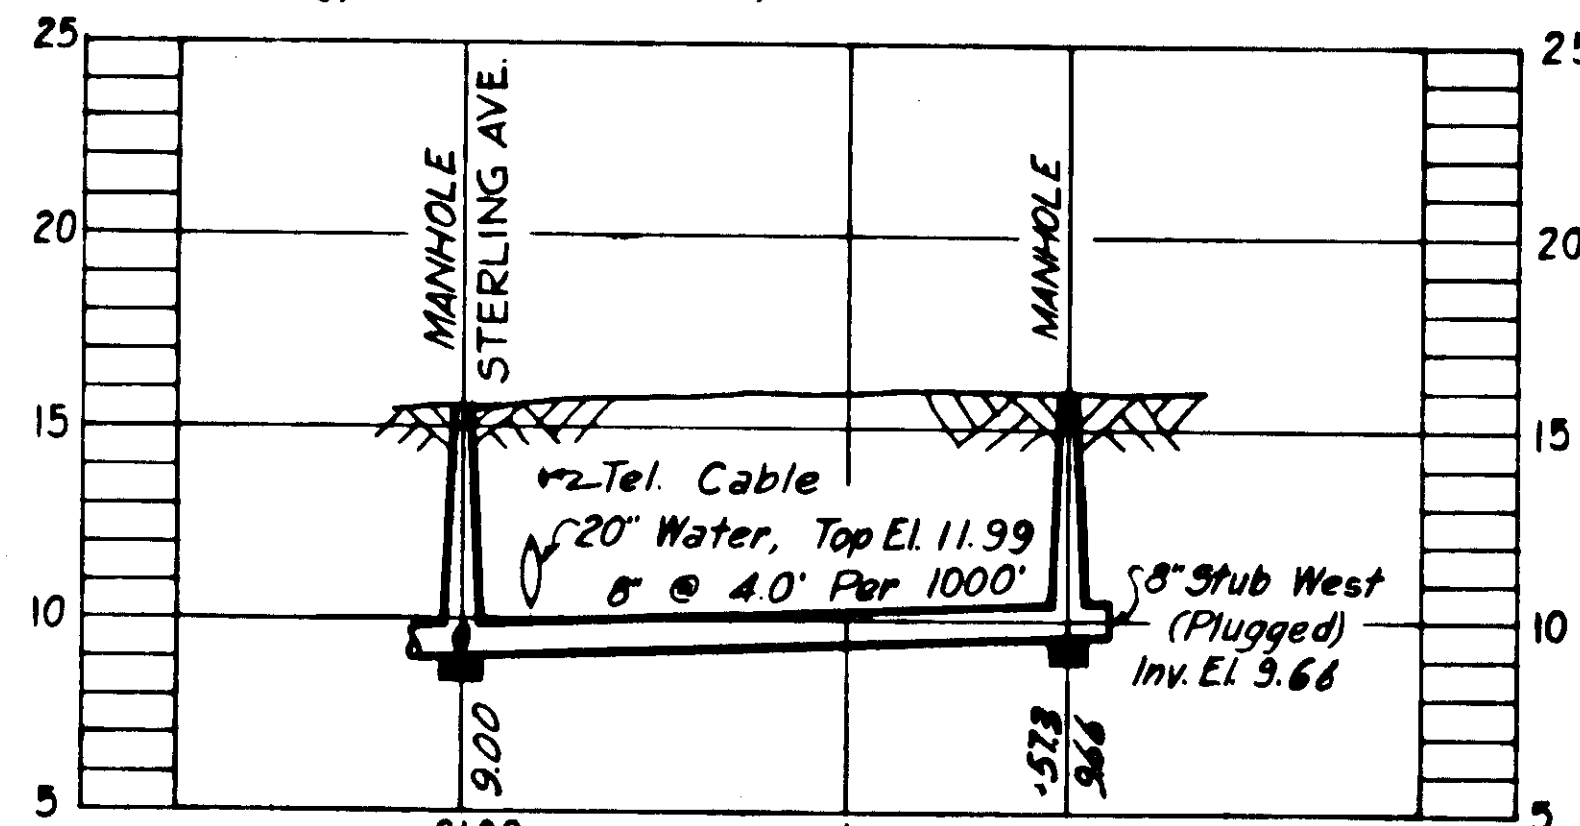 25
25
MANHOLE
STERLING AVE.
MANHOLE
20
20
15
15
Tel. Cable
20" Water, Top El. 11.99
8" @ 4.0' Per 1000'
8" Stub West
(Plugged)
Inv. El. 9.68
10
10
9.00
+57.3
9.66
5
5